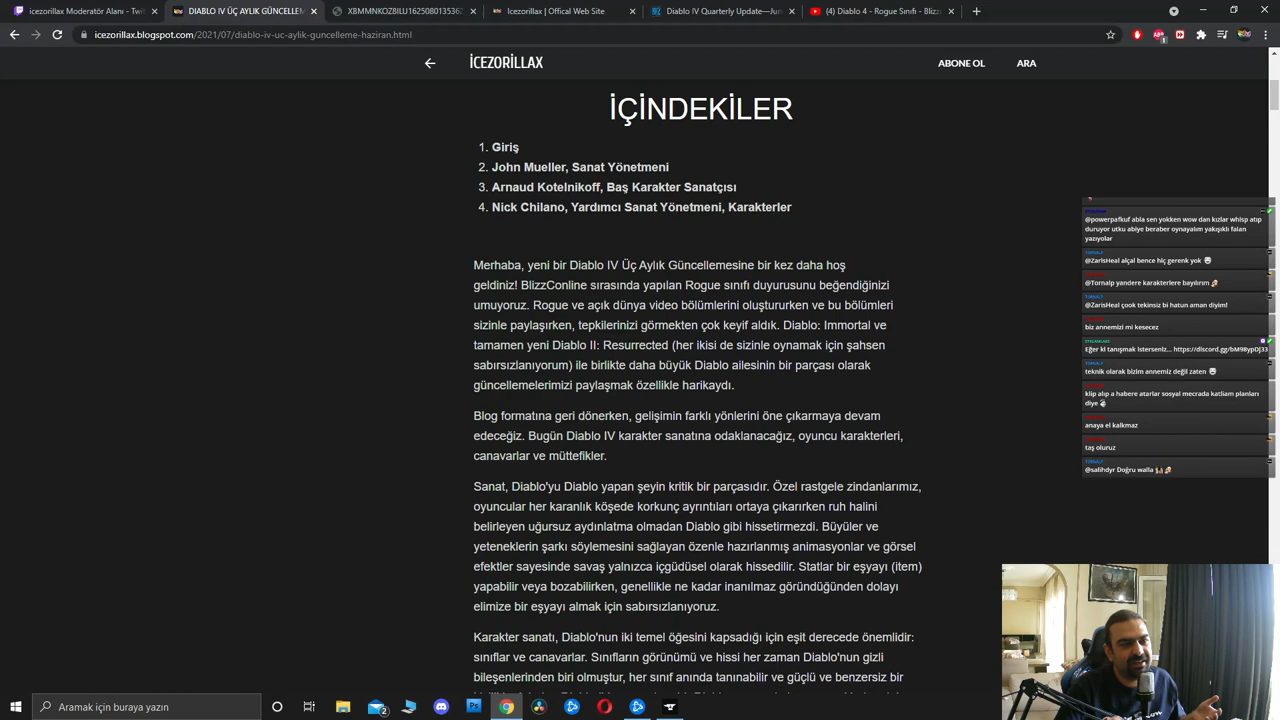 icezorillax Moderatör Alanı - Twit
DIABLO IV ÜÇ AYLIK GÜNCELLEM
XBMMNKOZ8ILU1625080135362
Icezorillax | Offical Web Site
Diablo IV Quarterly Update—Jun
(4) Diablo 4 - Rogue Sınıfı - Blizz
icezorillax.blogspot.com/2021/07/diablo-iv-uc-aylik-guncelleme-haziran.html
İCEZORİLLAX
ABONE OL
ARA
İÇİNDEKİLER
1. Giriş
2. John Mueller, Sanat Yönetmeni
3. Arnaud Kotelnikoff, Baş Karakter Sanatçısı
4. Nick Chilano, Yardımcı Sanat Yönetmeni, Karakterler
Merhaba, yeni bir Diablo IV Üç Aylık Güncellemesine bir kez daha hoş
geldiniz! BlizzConline sırasında yapılan Rogue sınıfı duyurusunu beğendiğinizi
umuyoruz. Rogue ve açık dünya video bölümlerini oluştururken ve bu bölümleri
sizinle paylaşırken, tepkilerinizi görmekten çok keyif aldık. Diablo: Immortal ve
tamamen yeni Diablo II: Resurrected (her ikisi de sizinle oynamak için şahsen
sabırsızlanıyorum) ile birlikte daha büyük Diablo ailesinin bir parçası olarak
güncellemelerimizi paylaşmak özellikle harikaydı.
Blog formatına geri dönerken, gelişimin farklı yönlerini öne çıkarmaya devam
edeceğiz. Bugün Diablo IV karakter sanatına odaklanacağız, oyuncu karakterleri,
canavarlar ve müttefikler.
Sanat, Diablo'yu Diablo yapan şeyin kritik bir parçasıdır. Özel rastgele zindanlarımız,
oyuncular her karanlık köşede korkunç ayrıntıları ortaya çıkarırken ruh halini
belirleyen uğursuz aydınlatma olmadan Diablo gibi hissetirmezdi. Büyüler ve
yeteneklerin şarkı söylemesini sağlayan özenle hazırlanmış animasyonlar ve görsel
efektler sayesinde savaş yalnızca içgüdüsel olarak hissedilir. Statlar bir eşyayı (item)
yapabilir veya bozabilirken, genellikle ne kadar inanılmaz göründüğünden dolayı
elimize bir eşyayı almak için sabırsızlanıyoruz.
Karakter sanatı, Diablo'nun iki temel öğesini kapsadığı için eşit derecede önemlidir:
sınıflar ve canavarlar. Sınıfların görünümü ve hissi her zaman Diablo'nun gizli
bileşenlerinden biri olmuştur, her sınıf anında tanınabilir ve güçlü ve benzersiz bir
@powerpafkuf abla sen yokken wow dan kızlar whisp atıp
duruyor utku abiye beraber oynayalım yakışıklı falan
yazıyolar
@ZarisHeal alçal bence hiç gerenk yok
@Tornalp yandere karakterlere bayılırım
@ZarisHeal çook tekinsiz bi hatun aman diyim!
biz annemizi mi kesecez
STREAMLABS
Eğer ki tanışmak isterseniz... https://discord.gg/bM98ypDJ33
teknik olarak bizim annemiz değil zaten
klip alıp a habere atarlar sosyal mecrada katliam planları
diye
anaya el kalkmaz
taş oluruz
@salihdyr Doğru walla
Aramak için buraya yazın